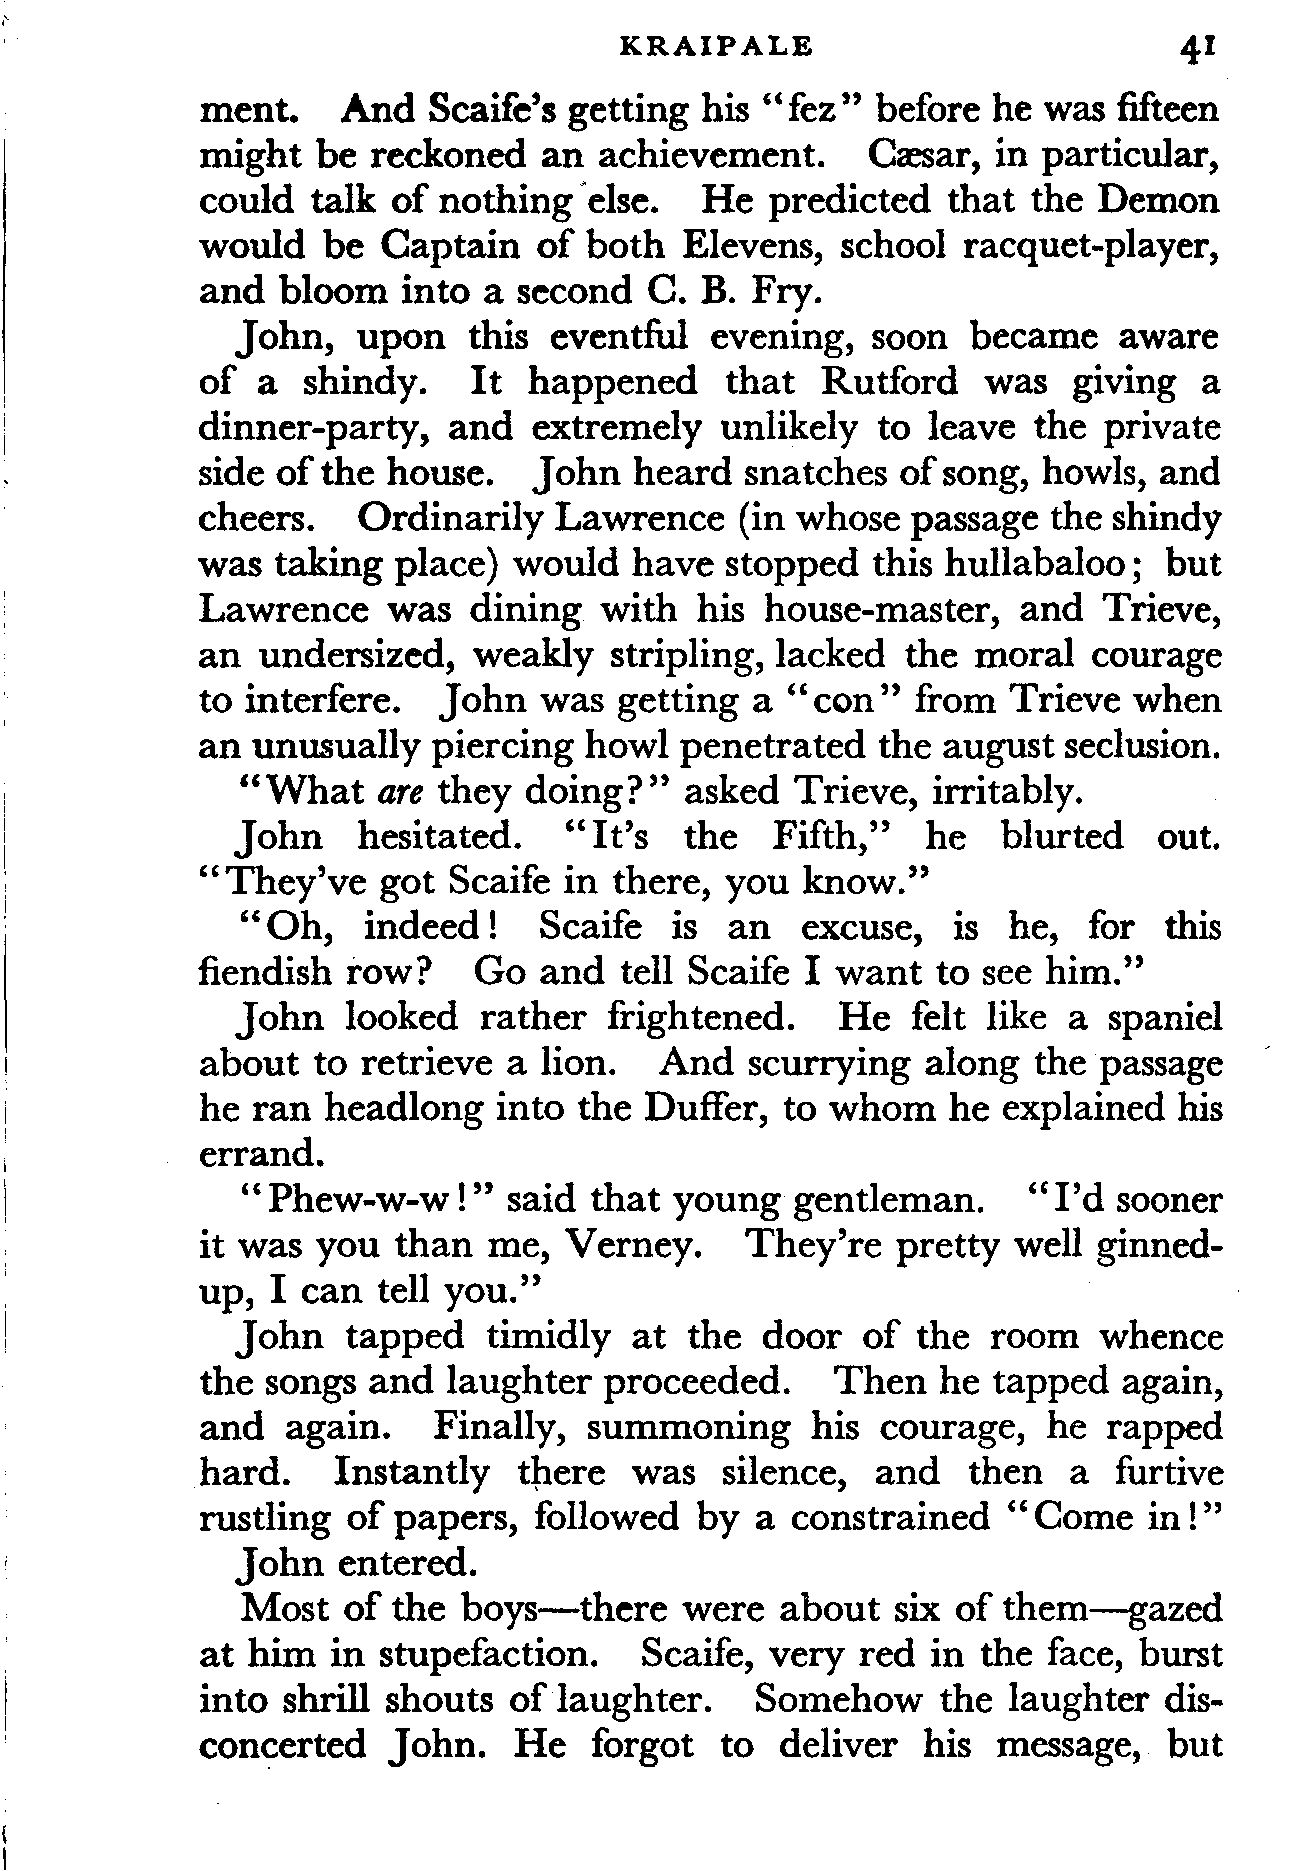 KRAIPALE 41
ment. And Scaife's getting his “fez” before he was fifteen
might be reckoned an achievement. Cæsar, in particular,
could talk of nothing else. He predicted that the Demon
would be Captain of both Elevens, school racquet-player,
and bloom into a second C. B. Fry.
John, upon this eventful evening, soon became aware
of a shindy. It happened that Rutford was giving a
dinner-party, and extremely unlikely to leave the private
side of the house. John heard snatches of song, howls, and
cheers. Ordinarily Lawrence (in whose passage the shindy
was taking place) would have stopped this hullabaloo; but
Lawrence was dining with his house-master, and Trieve,
an undersized, weakly stripling, lacked the moral courage
to interfere. John was getting a “con” from Trieve when
an unusually piercing howl penetrated the august seclusion.
“What are they doing?” asked Trieve, irritably.
John hesitated. “It's the Fifth,” he blurted out.
“They've got Scaife in there, you know.”
“Oh, indeed! Scaife is an excuse, is he, for this
fiendish row? Go and tell Scaife I want to see him.”
John looked rather frightened. He felt like a spaniel
about to retrieve a lion. And scurrying along the passage
he ran headlong into the Duffer, to whom he explained his
errand.
“Phew-w-w!” said that young gentleman. “I'd sooner
it was you than me, Verney. They're pretty well ginned-
up, I can tell you.”
John tapped timidly at the door of the room whence
the songs and laughter proceeded. Then he tapped again,
and again. Finally, summoning his courage, he rapped
hard. Instantly there was silence, and then a furtive
rustling of papers, followed by a constrained “Come in!”
John entered.
Most of the boys—there were about six of them—gazed
at him in stupefaction. Scaife, very red in the face, burst
into shrill shouts of laughter. Somehow the laughter dis-
concerted John. He forgot to deliver his message, but